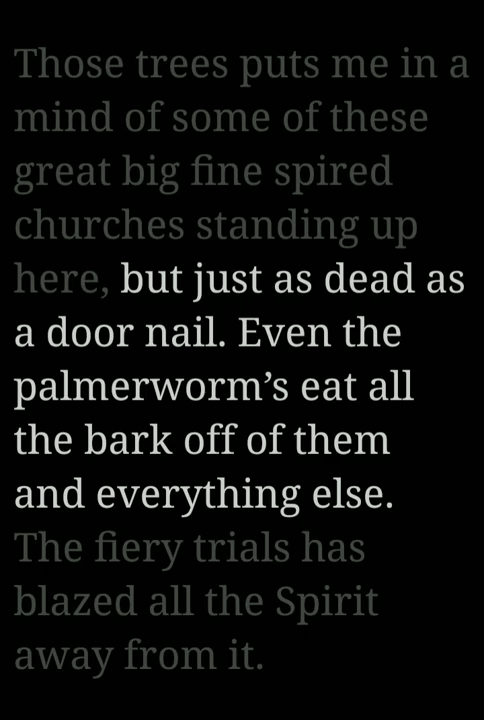 Those trees puts me in a
mind of some of these
great big fine spired
churches standing up
here, but just as dead as
a door nail. Even the
palmerworm’s eat all
the bark off of them
and everything else.
The fiery trials has
blazed all the Spirit
away from it.